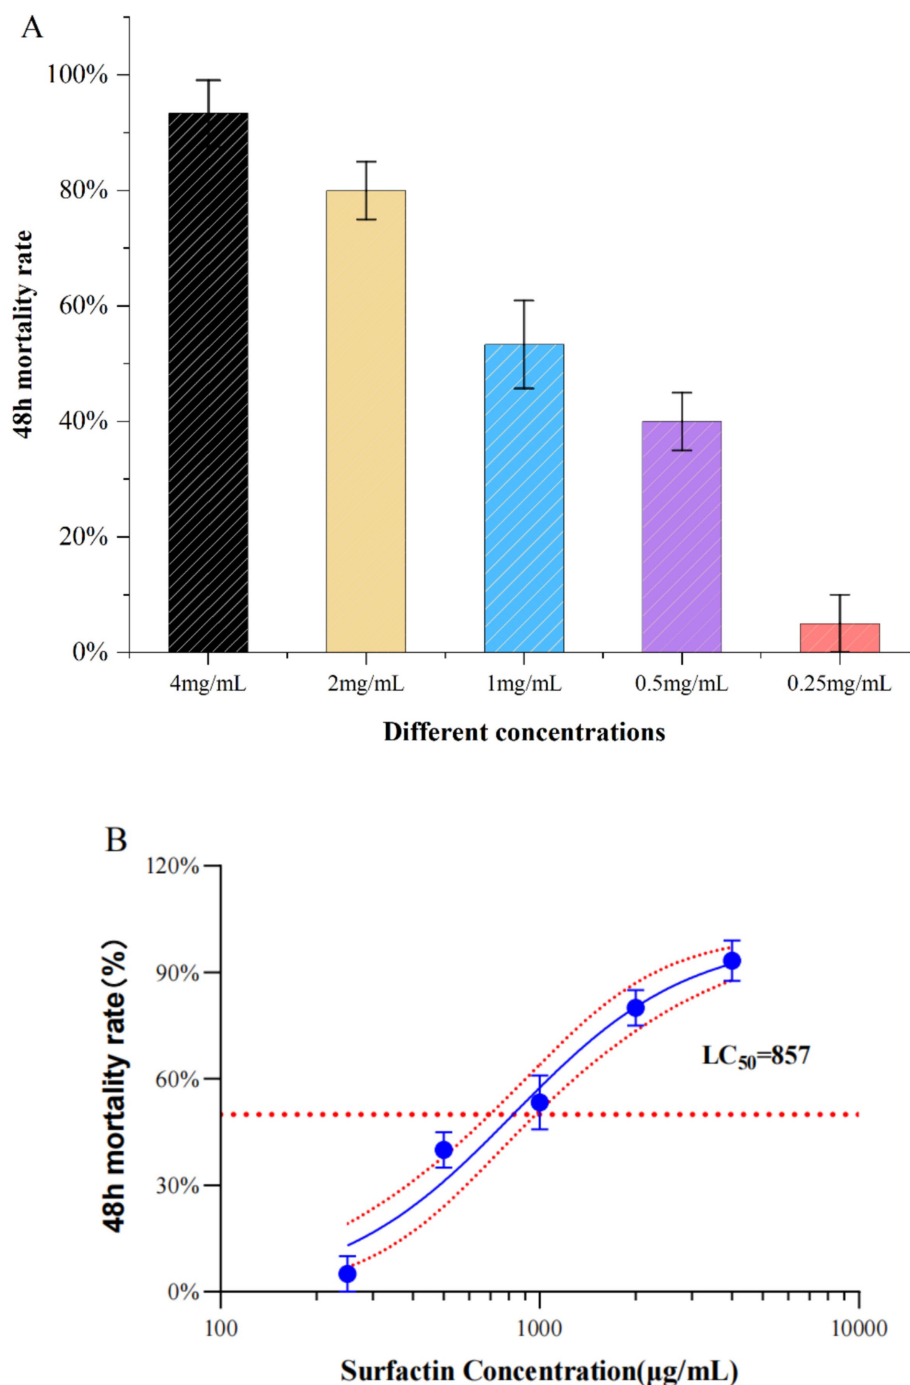 A
100%
80%
60%
40%
20%
0%
48h mortality rate
4mg/mL 2mg/mL 1mg/mL 0.5mg/mL 0.25mg/mL
Different concentrations
B
120%
90%
60%
30%
0%
48h mortality rate(%)
LC₅₀=857
100 1000 10000
Surfactin Concentration(μg/mL)